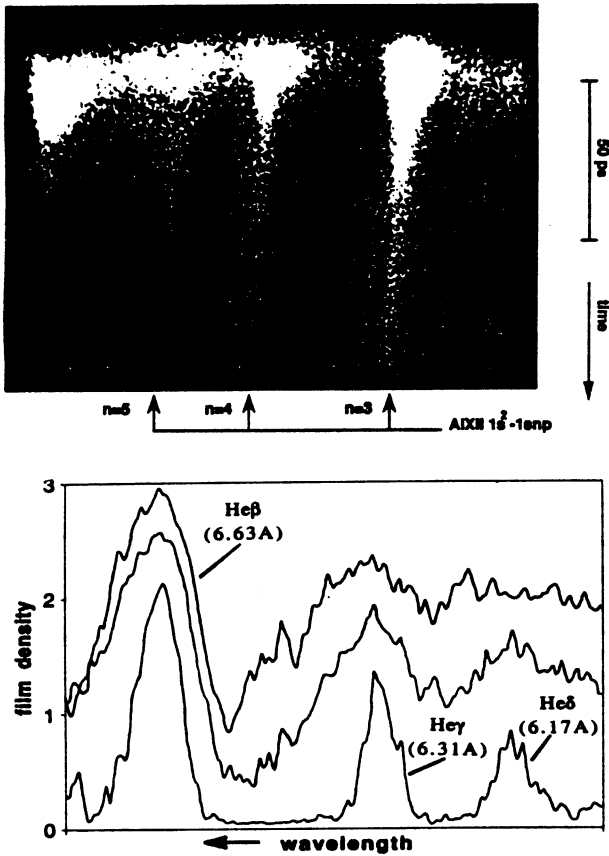 50 ps
time
n=5
n=4
n=3
AlXII 1s²-1snp
3
2
1
0
film density
Heβ
(6.63A)
Heγ
(6.31A)
Heδ
(6.17A)
wavelength